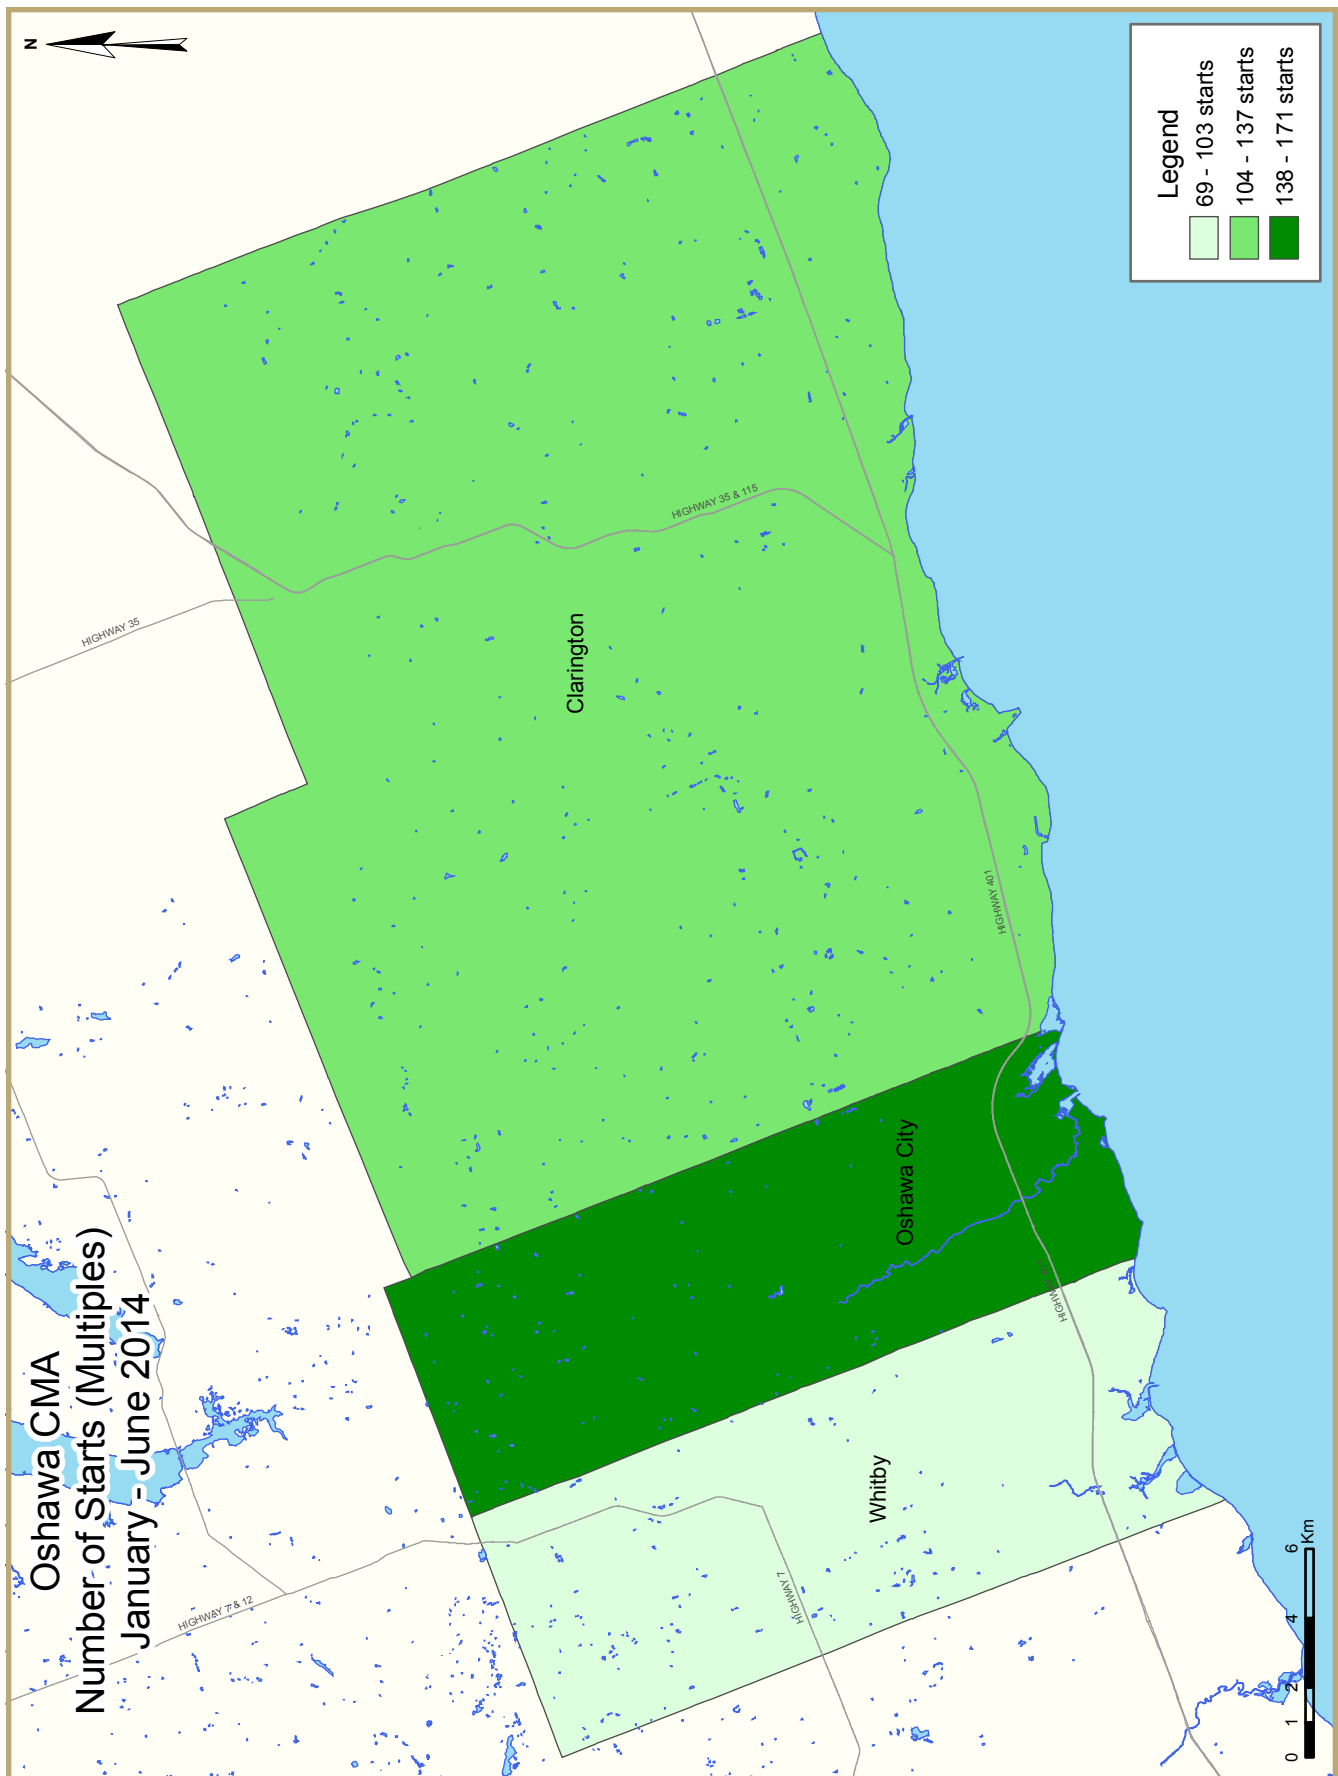 Oshawa CMA
Number of Starts (Multiples)
January - June 2014
N
HIGHWAY 7 & 12
HIGHWAY 35
HIGHWAY 35 & 115
HIGHWAY 7
HIGHWAY 401
Whitby
Oshawa City
Clarington
Legend
69 - 103 starts
104 - 137 starts
138 - 171 starts
0 1 2 4 6
Km